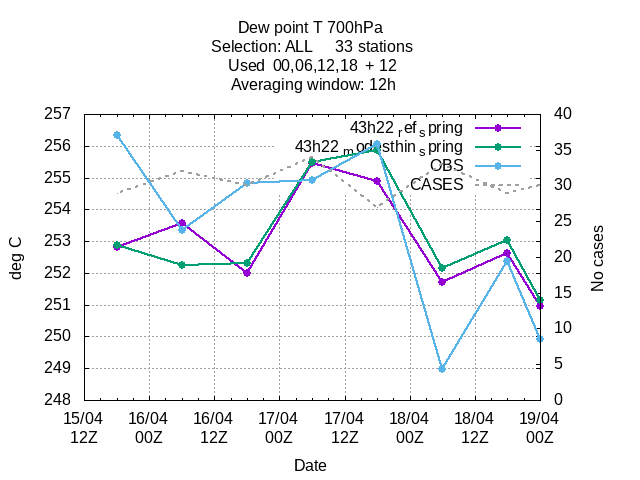 Dew point T 700hPa
Selection: ALL 33 stations
Used 00,06,12,18 + 12
Averaging window: 12h
257
256
255
254
253
252
251
250
249
248
deg C
40
35
30
25
20
15
10
5
0
No cases
43h22_ref_spring
43h22_modesthin_spring
OBS
CASES
15/04 16/04 16/04 17/04 17/04 18/04 18/04 19/04
12Z 00Z 12Z 00Z 12Z 00Z 12Z 00Z
Date